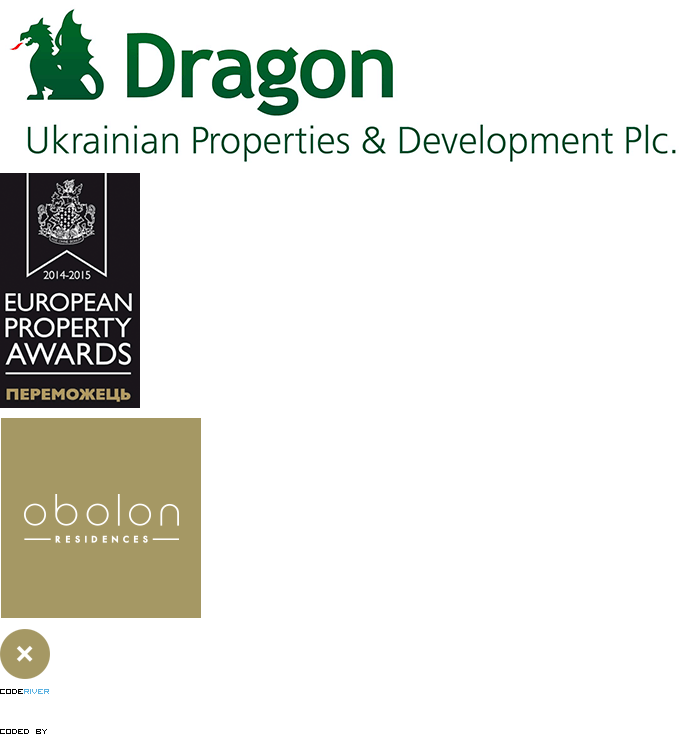 Dragon
Ukrainian Properties & Development Plc.
2014-2015
EUROPEAN
PROPERTY
AWARDS
ПЕРЕМОЖЕЦЬ
obolon
RESIDENCES
CODERIVER
CODED BY